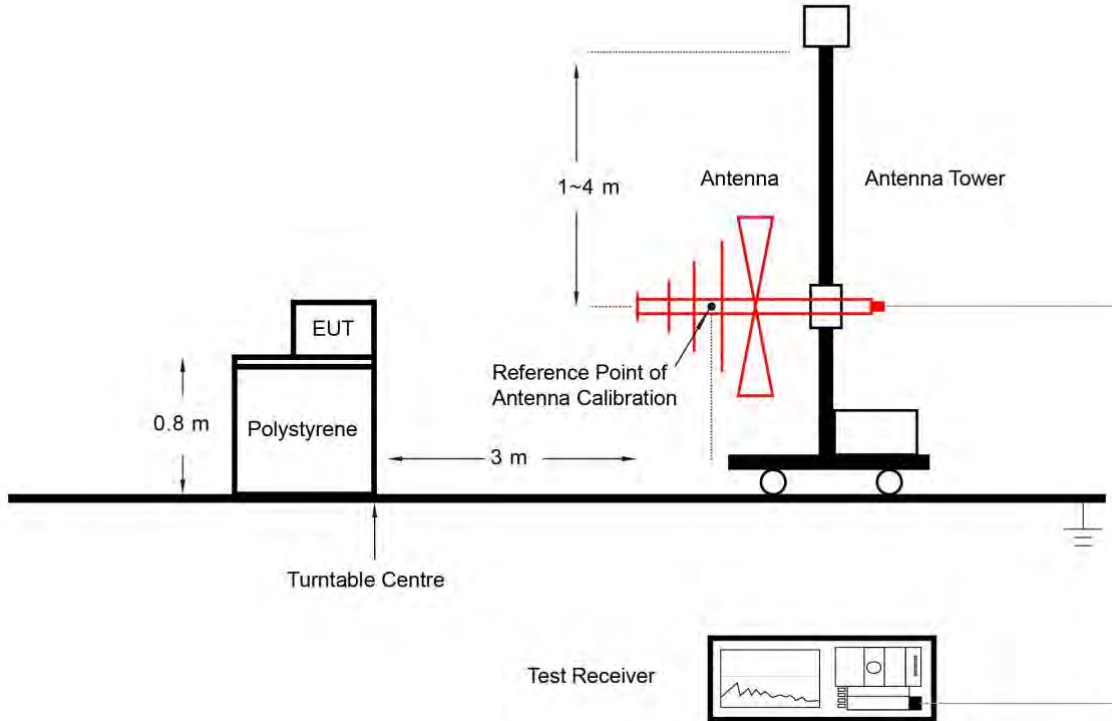 1~4 m
Antenna
Antenna Tower
EUT
Reference Point of
Antenna Calibration
0.8 m
Polystyrene
3 m
Turntable Centre
Test Receiver